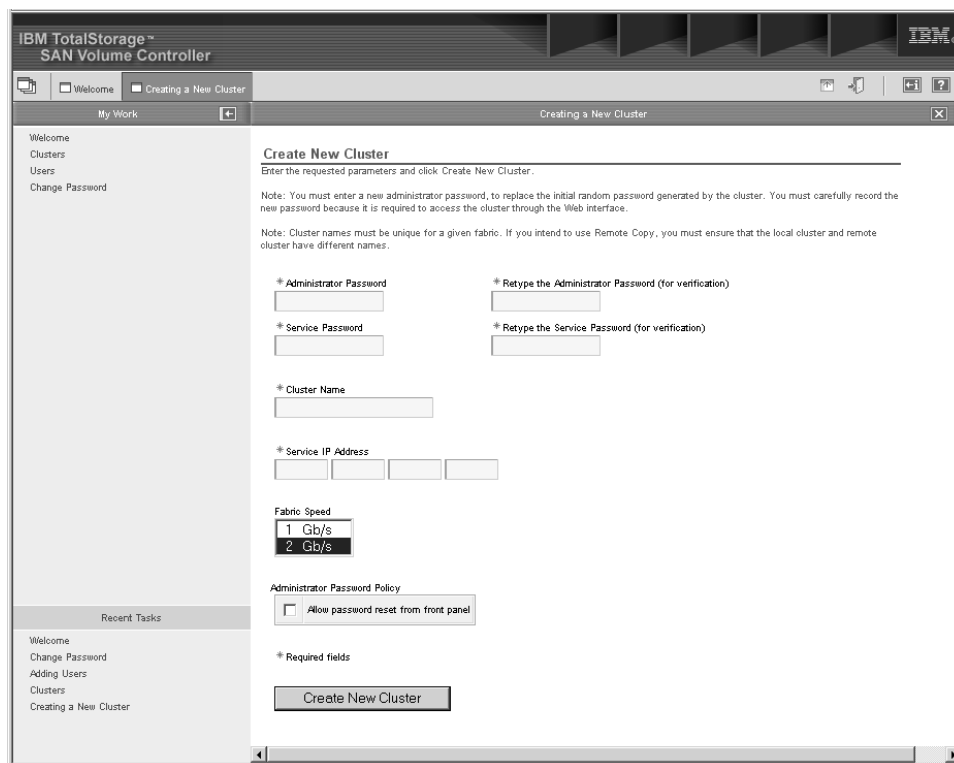 IBM TotalStorage™
SAN Volume Controller
IBM.
Welcome
Creating a New Cluster
?
My Work
Creating a New Cluster
Welcome
Clusters
Users
Change Password
Create New Cluster
Enter the requested parameters and click Create New Cluster.
Note: You must enter a new administrator password, to replace the initial random password generated by the cluster. You must carefully record the
new password because it is required to access the cluster through the Web interface.
Note: Cluster names must be unique for a given fabric. If you intend to use Remote Copy, you must ensure that the local cluster and remote
cluster have different names.
* Administrator Password
* Retype the Administrator Password (for verification)
* Service Password
* Retype the Service Password (for verification)
* Cluster Name
* Service IP Address
Fabric Speed
1 Gb/s
2 Gb/s
Administrator Password Policy
Allow password reset from front panel
* Required fields
Create New Cluster
Recent Tasks
Welcome
Change Password
Adding Users
Clusters
Creating a New Cluster